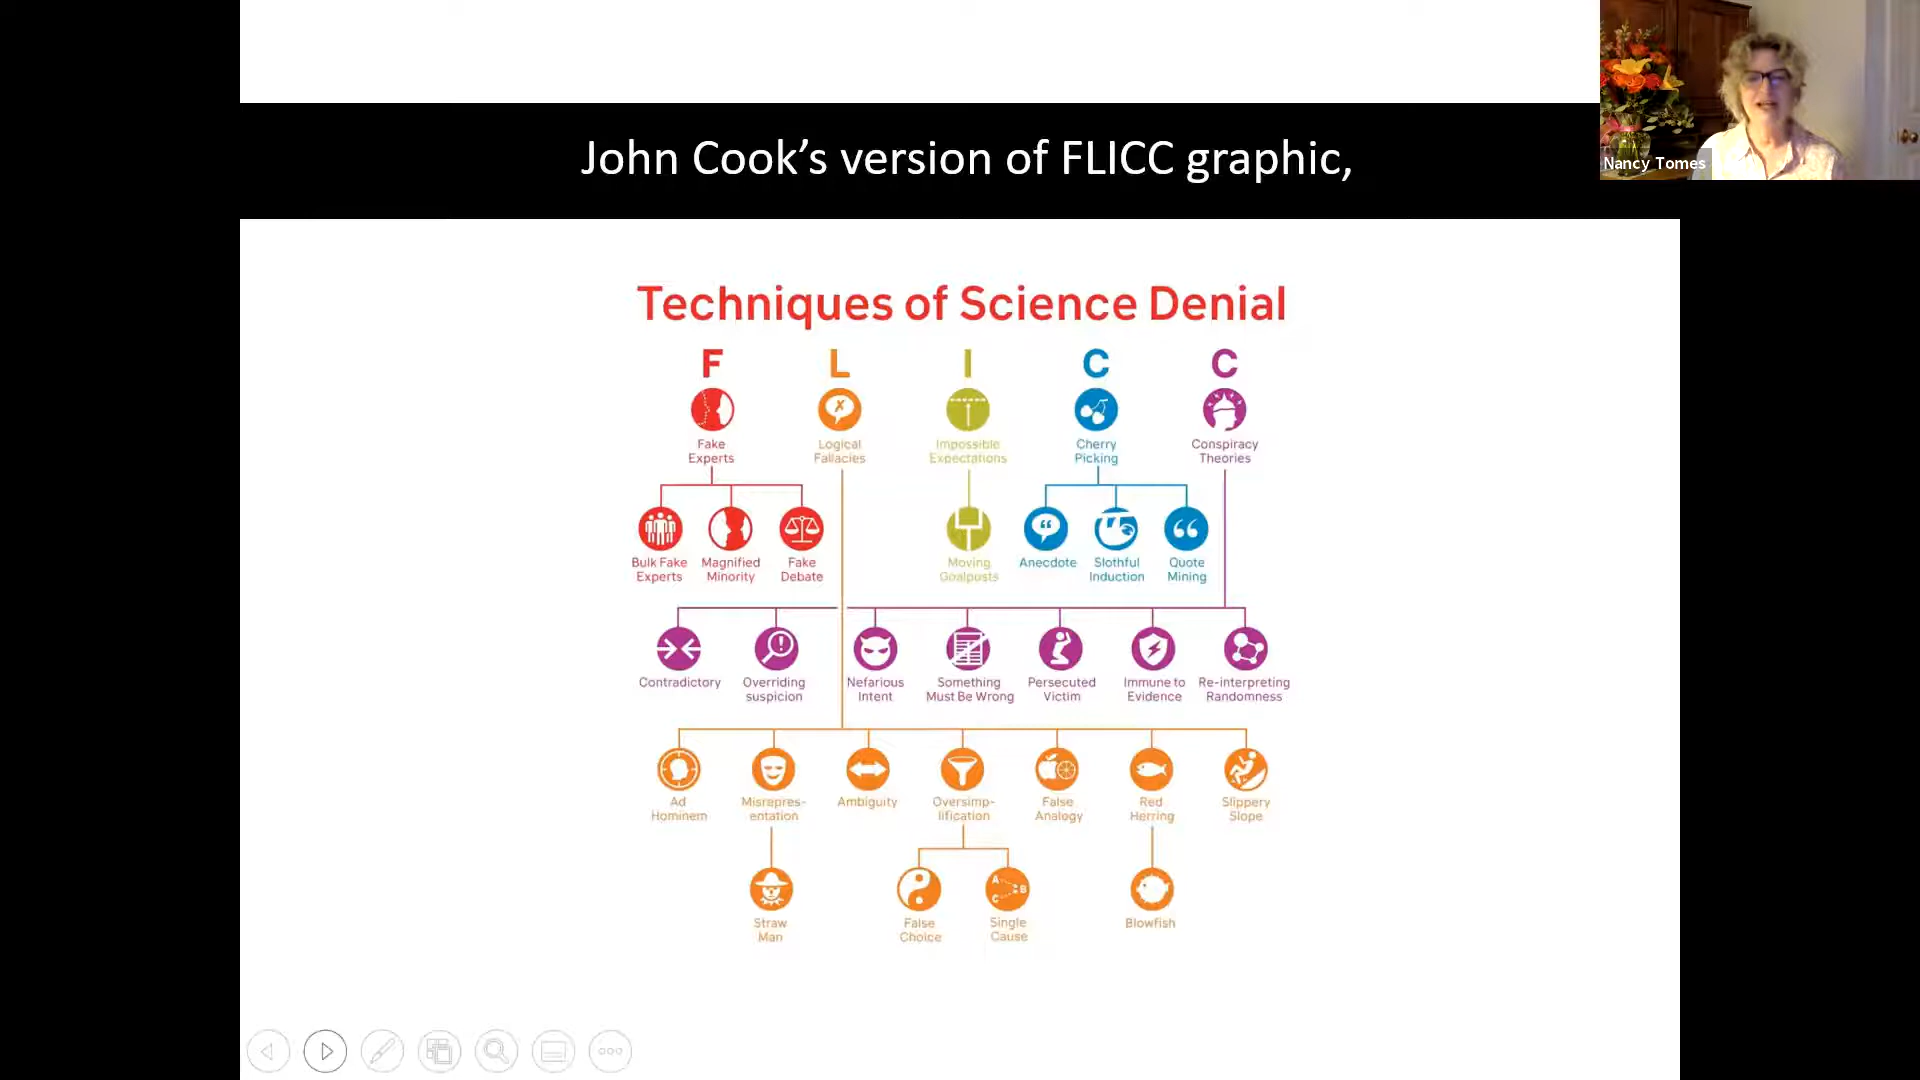 John Cook’s version of FLICC graphic,
Nancy Tomes
Techniques of Science Denial
F L I C C
Fake
Experts
Logical
Fallacies
Impossible
Expectations
Cherry
Picking
Conspiracy
Theories
Bulk Fake
Experts
Magnified
Minority
Fake
Debate
Moving
Goalposts
Anecdote
Slothful
Induction
Quote
Mining
Contradictory
Overriding
suspicion
Nefarious
Intent
Something
Must Be Wrong
Persecuted
Victim
Immune to
Evidence
Re-interpreting
Randomness
Ad
Hominem
Misrepres-
entation
Ambiguity
Oversimp-
lification
False
Analogy
Red
Herring
Slippery
Slope
Straw
Man
False
Choice
A
B
C
Single
Cause
Blowfish